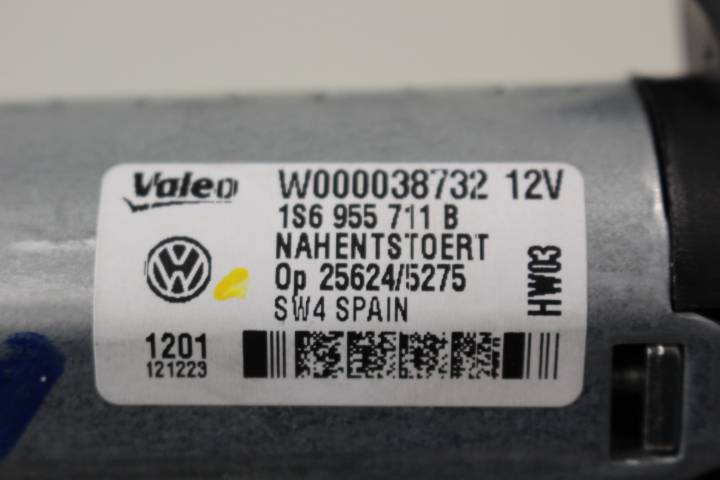 Valeo W000038732 12V
1S6 955 711 B
NAHENTSTOERT
Op 25624/5275
SW4 SPAIN
HW03
1201
121223